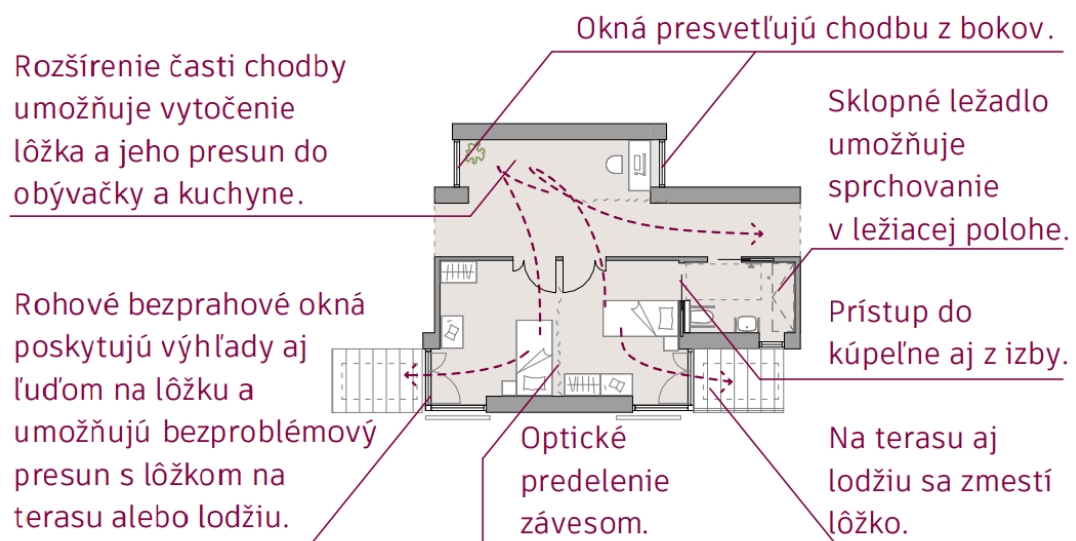 Okná presvetľujú chodbu z bokov.
Rozšírenie časti chodby
umožňuje vytočenie
lôžka a jeho presun do
obývačky a kuchyne.
Sklopné ležadlo
umožňuje
sprchovanie
v ležiacej polohe.
Rohové bezprahové okná
poskytujú výhľady aj
ľuďom na lôžku a
umožňujú bezproblémový
presun s lôžkom na
terasu alebo lodžiu.
Prístup do
kúpeľne aj z izby.
Optické
predelenie
závesom.
Na terasu aj
lodžiu sa zmestí
lôžko.